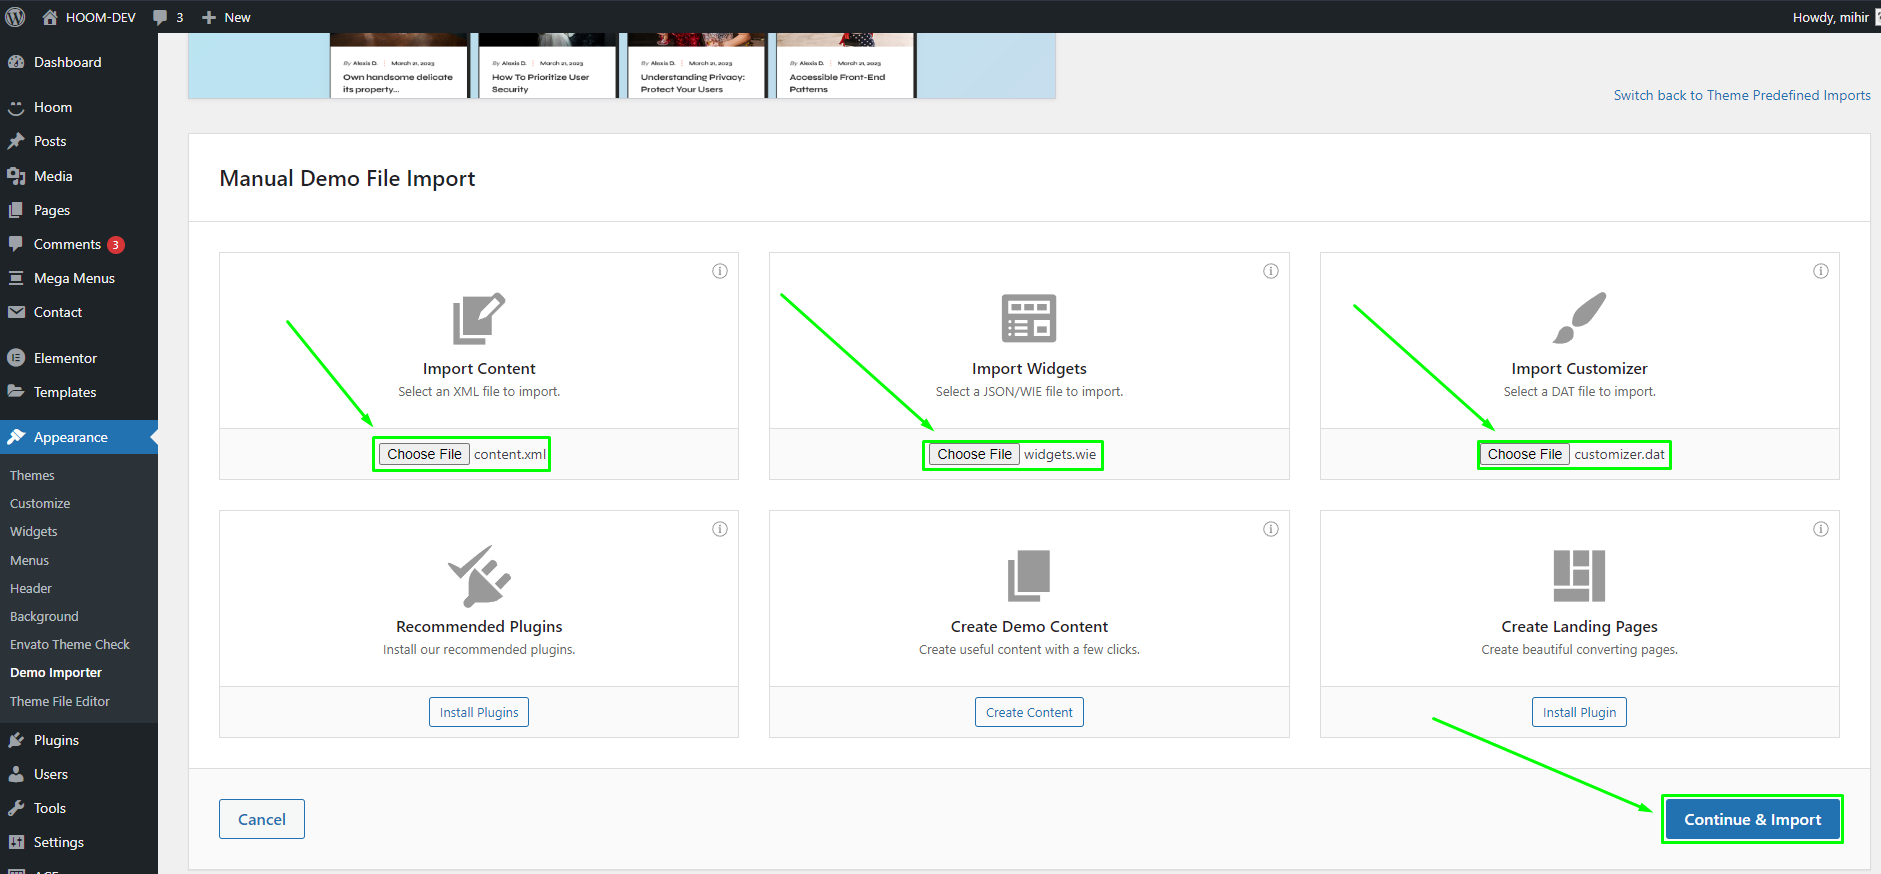 HOOM-DEV
3
New
Howdy, mihir
Dashboard
Hoom
Posts
Media
Pages
Comments 3
Mega Menus
Contact
Elementor
Templates
Appearance
Themes
Customize
Widgets
Menus
Header
Background
Envato Theme Check
Demo Importer
Theme File Editor
Plugins
Users
Tools
Settings
By Alexis D. | March 21, 2023
Own handsome delicate
its property...
By Alexis D. | March 21, 2023
How To Prioritize User
Security
By Alexis D. | March 21, 2023
Understanding Privacy:
Protect Your Users
By Alexis D. | March 21, 2023
Accessible Front-End
Patterns
Switch back to Theme Predefined Imports
Manual Demo File Import
Import Content
Select an XML file to import.
Choose File content.xml
Import Widgets
Select a JSON/WIE file to import.
Choose File widgets.wie
Import Customizer
Select a DAT file to import.
Choose File customizer.dat
Recommended Plugins
Install our recommended plugins.
Install Plugins
Create Demo Content
Create useful content with a few clicks.
Create Content
Create Landing Pages
Create beautiful converting pages.
Install Plugin
Cancel
Continue & Import